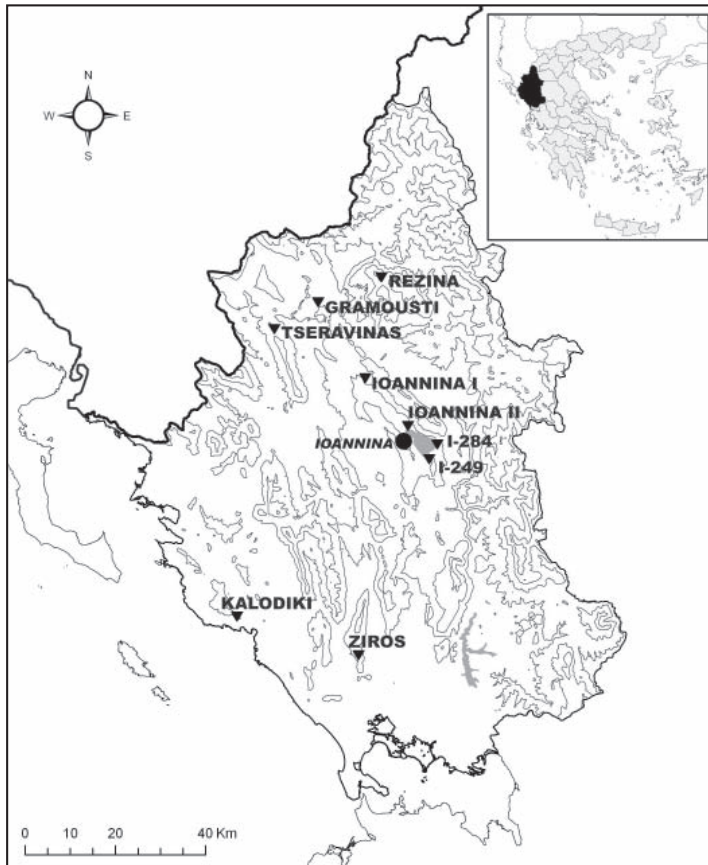 N
W E
S
REZINA
GRAMOUSTI
TSERAVINAS
IOANNINA I
IOANNINA II
IOANNINA
I-284
I-249
KALODIKI
ZIROS
0 10 20 40 Km